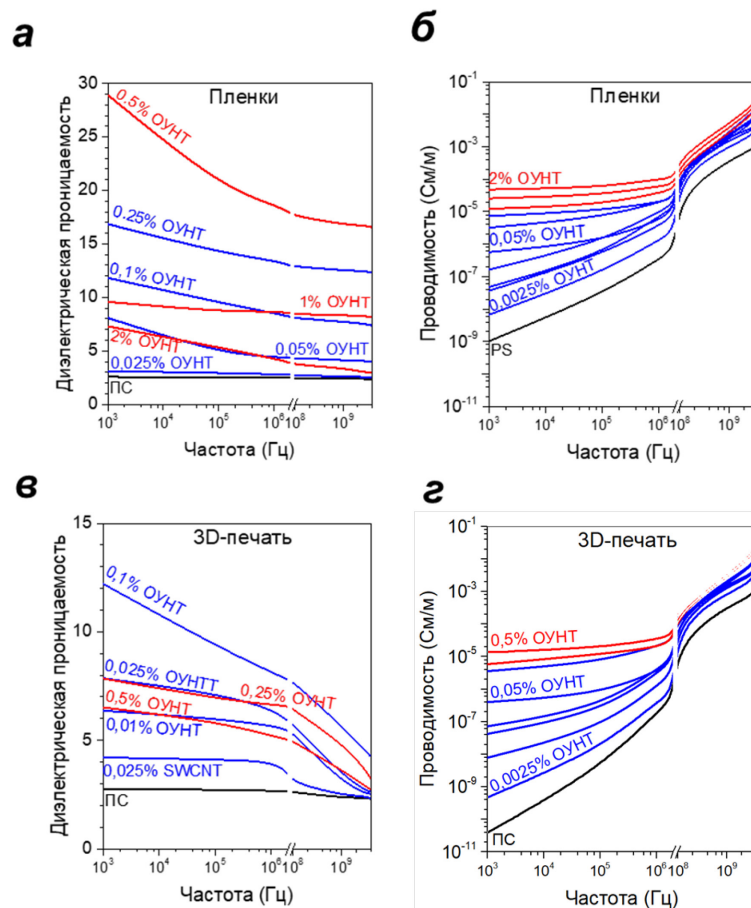 а
Диэлектрическая проницаемость
30
25
20
15
10
5
0
Пленки
0.5% ОУНТ
0.25% ОУНТ
0,1% ОУНТ
1% ОУНТ
2% ОУНТ
0,05% ОУНТ
0,025% ОУНТ
ПС
10³ 10⁴ 10⁵ 10⁶ 10⁸ 10⁹
Частота (Гц)
б
Проводимость (См/м)
10⁻¹
10⁻³
10⁻⁵
10⁻⁷
10⁻⁹
10⁻¹¹
Пленки
2% ОУНТ
0,05% ОУНТ
0,0025% ОУНТ
PS
10³ 10⁴ 10⁵ 10⁶ 10⁸ 10⁹
Частота (Гц)
в
Диэлектрическая проницаемость
15
10
5
0
3D-печать
0,1% ОУНТ
0,025% ОУНТТ
0,25% ОУНТ
0,5% ОУНТ
0,01% ОУНТ
0,025% SWCNT
ПС
10³ 10⁴ 10⁵ 10⁶ 10⁸ 10⁹
Частота (Гц)
г
Проводимость (См/м)
10⁻¹
10⁻³
10⁻⁵
10⁻⁷
10⁻⁹
10⁻¹¹
3D-печать
0,5% ОУНТ
0,05% ОУНТ
0,0025% ОУНТ
ПС
10³ 10⁴ 10⁵ 10⁶ 10⁸ 10⁹
Частота (Гц)